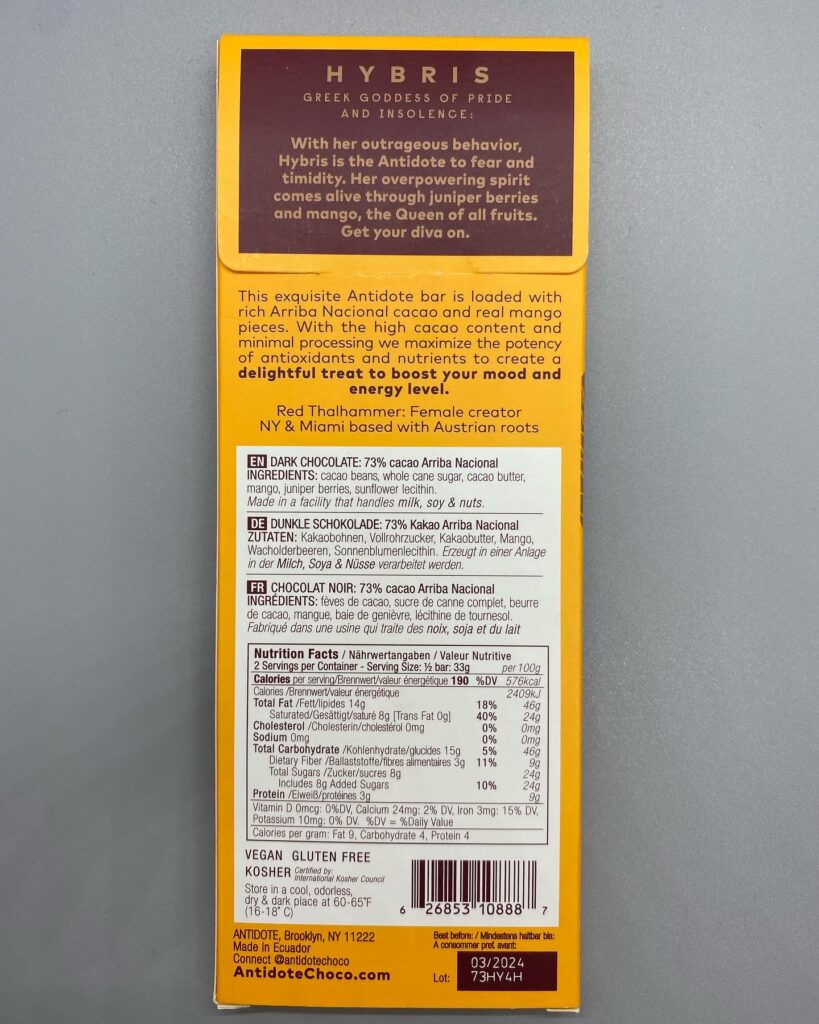 HYBRIS
GREEK GODDESS OF PRIDE
AND INSOLENCE:
With her outrageous behavior,
Hybris is the Antidote to fear and
timidity. Her overpowering spirit
comes alive through juniper berries
and mango, the Queen of all fruits.
Get your diva on.
This exquisite Antidote bar is loaded with
rich Arriba Nacional cacao and real mango
pieces. With the high cacao content and
minimal processing we maximize the potency
of antioxidants and nutrients to create a
delightful treat to boost your mood and
energy level.
Red Thalhammer: Female creator
NY & Miami based with Austrian roots
EN DARK CHOCOLATE: 73% cacao Arriba Nacional
INGREDIENTS: cacao beans, whole cane sugar, cacao butter,
mango, juniper berries, sunflower lecithin.
Made in a facility that handles milk, soy & nuts.
DE DUNKLE SCHOKOLADE: 73% Kakao Arriba Nacional
ZUTATEN: Kakaobohnen, Vollrohrzucker, Kakaobutter, Mango,
Wacholderbeeren, Sonnenblumenlecithin. Erzeugt in einer Anlage
in der Milch, Soya & Nüsse verarbeitet werden.
FR CHOCOLAT NOIR: 73% cacao Arriba Nacional
INGRÉDIENTS: fèves de cacao, sucre de canne complet, beurre
de cacao, mangue, baie de genièvre, lécithine de tournesol.
Fabriqué dans une usine qui traite des noix, soja et du lait
Nutrition Facts / Nährwertangaben / Valeur Nutritive
2 Servings per Container - Serving Size: ½ bar: 33g per 100g
Calories per serving/Brennwert/valeur énergétique 190 %DV 576kcal
Calories /Brennwert/valeur énergétique 2409kJ
Total Fat /Fett/lipides 14g 18% 46g
Saturated/Gesättigt/saturé 8g [Trans Fat 0g] 40% 24g
Cholesterol /Cholesterin/cholestérol 0mg 0% 0mg
Sodium 0mg 0% 0mg
Total Carbohydrate /Kohlenhydrate/glucides 15g 5% 46g
Dietary Fiber /Ballaststoffe/fibres alimentaires 3g 11% 9g
Total Sugars /Zucker/sucres 8g 24g
Includes 8g Added Sugars 10% 24g
Protein /Eiweiß/protéines 3g 9g
Vitamin D 0mcg: 0%DV, Calcium 24mg: 2% DV, Iron 3mg: 15% DV,
Potassium 10mg: 0% DV. %DV = %Daily Value
Calories per gram: Fat 9, Carbohydrate 4, Protein 4
VEGAN GLUTEN FREE
KOSHER Certified by:
International Kosher Council
Store in a cool, odorless,
dry & dark place at 60-65°F
(16-18° C)
6 26853 10888 7
ANTIDOTE, Brooklyn, NY 11222
Made in Ecuador
Connect @antidotechoco
AntidoteChoco.com
Best before: / Mindestens haltbar bis:
A consommer pref. avant:
03/2024
Lot: 73HY4H